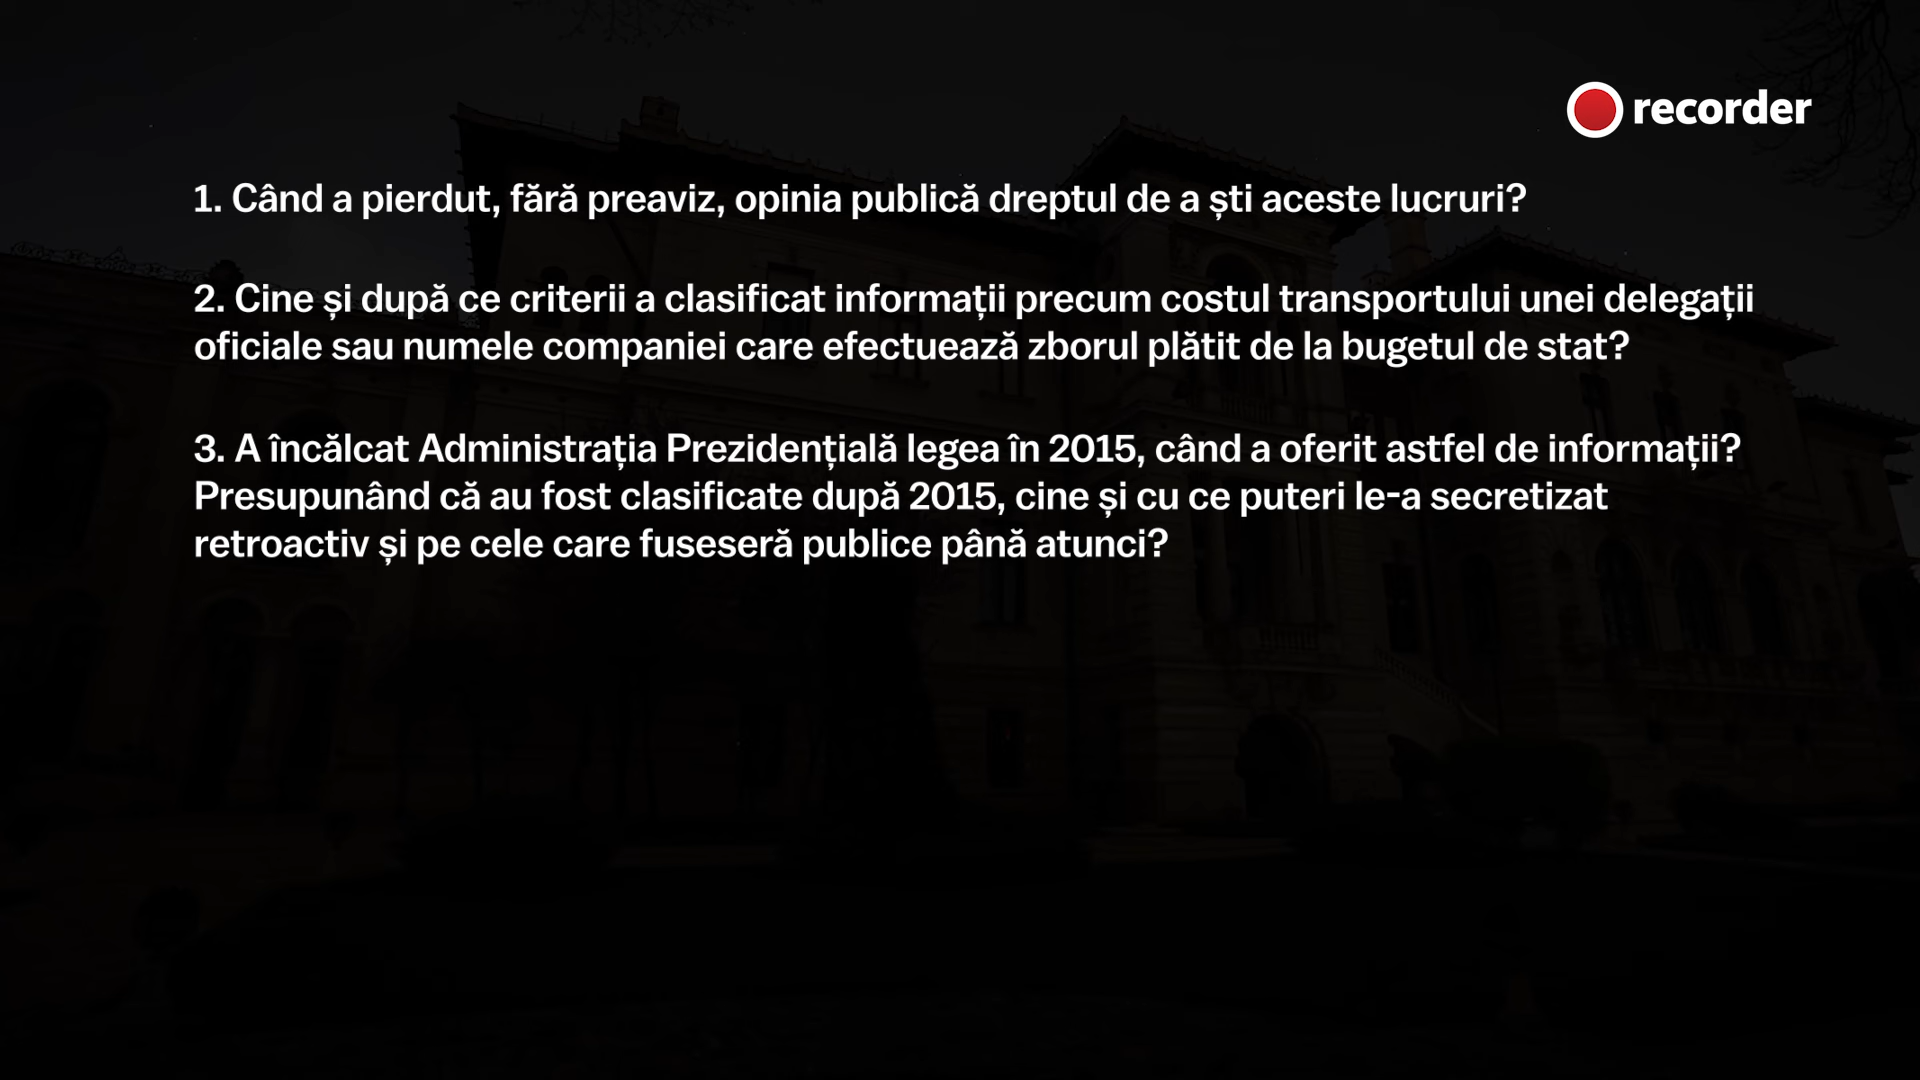 recorder
1. Când a pierdut, fără preaviz, opinia publică dreptul de a ști aceste lucruri?
2. Cine și după ce criterii a clasificat informații precum costul transportului unei delegații
oficiale sau numele companiei care efectuează zborul plătit de la bugetul de stat?
3. A încălcat Administrația Prezidențială legea în 2015, când a oferit astfel de informații?
Presupunând că au fost clasificate după 2015, cine și cu ce puteri le-a secretizat
retroactiv și pe cele care fuseseră publice până atunci?